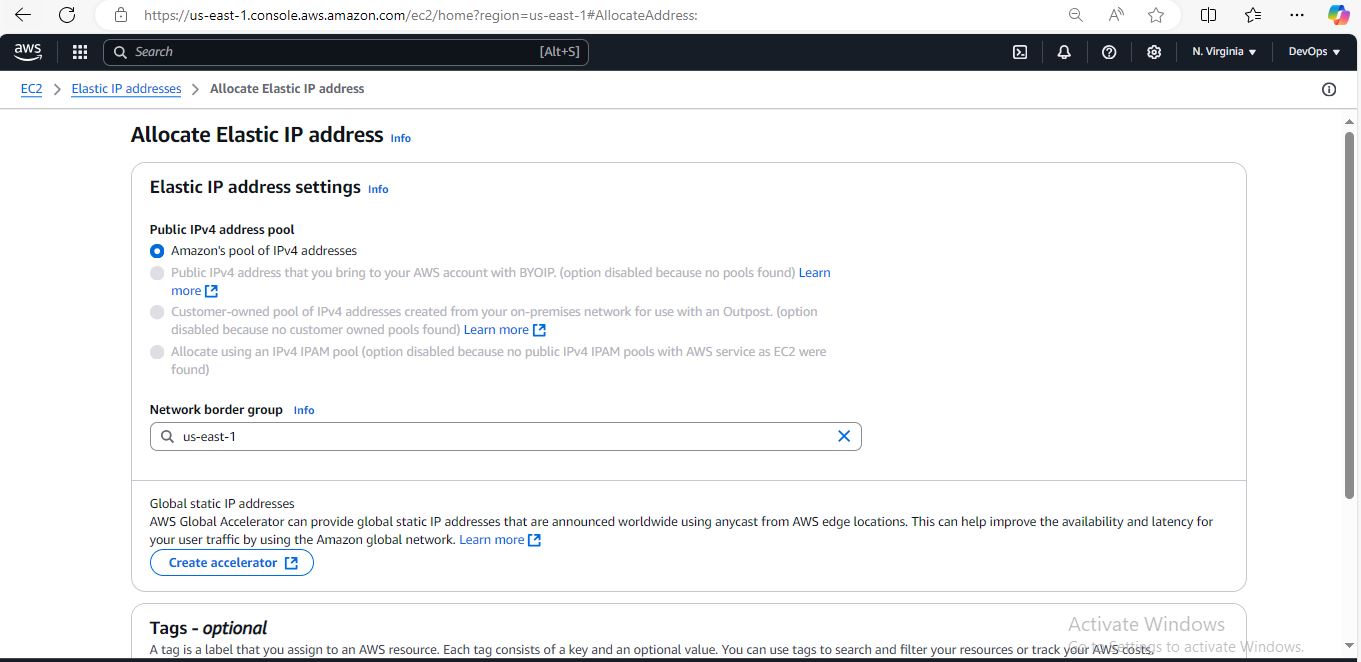 https://us-east-1.console.aws.amazon.com/ec2/home?region=us-east-1#AllocateAddress:
aws Search [Alt+S] N. Virginia DevOps
EC2 > Elastic IP addresses > Allocate Elastic IP address
Allocate Elastic IP address Info
Elastic IP address settings Info
Public IPv4 address pool
Amazon's pool of IPv4 addresses
Public IPv4 address that you bring to your AWS account with BYOIP. (option disabled because no pools found) Learn
more
Customer-owned pool of IPv4 addresses created from your on-premises network for use with an Outpost. (option
disabled because no customer owned pools found) Learn more
Allocate using an IPv4 IPAM pool (option disabled because no public IPv4 IPAM pools with AWS service as EC2 were
found)
Network border group Info
us-east-1
Global static IP addresses
AWS Global Accelerator can provide global static IP addresses that are announced worldwide using anycast from AWS edge locations. This can help improve the availability and latency for
your user traffic by using the Amazon global network. Learn more
Create accelerator
Tags - optional
A tag is a label that you assign to an AWS resource. Each tag consists of a key and an optional value. You can use tags to search and filter your resources or track your AWS costs.
Activate Windows
Go to Settings to activate Windows.